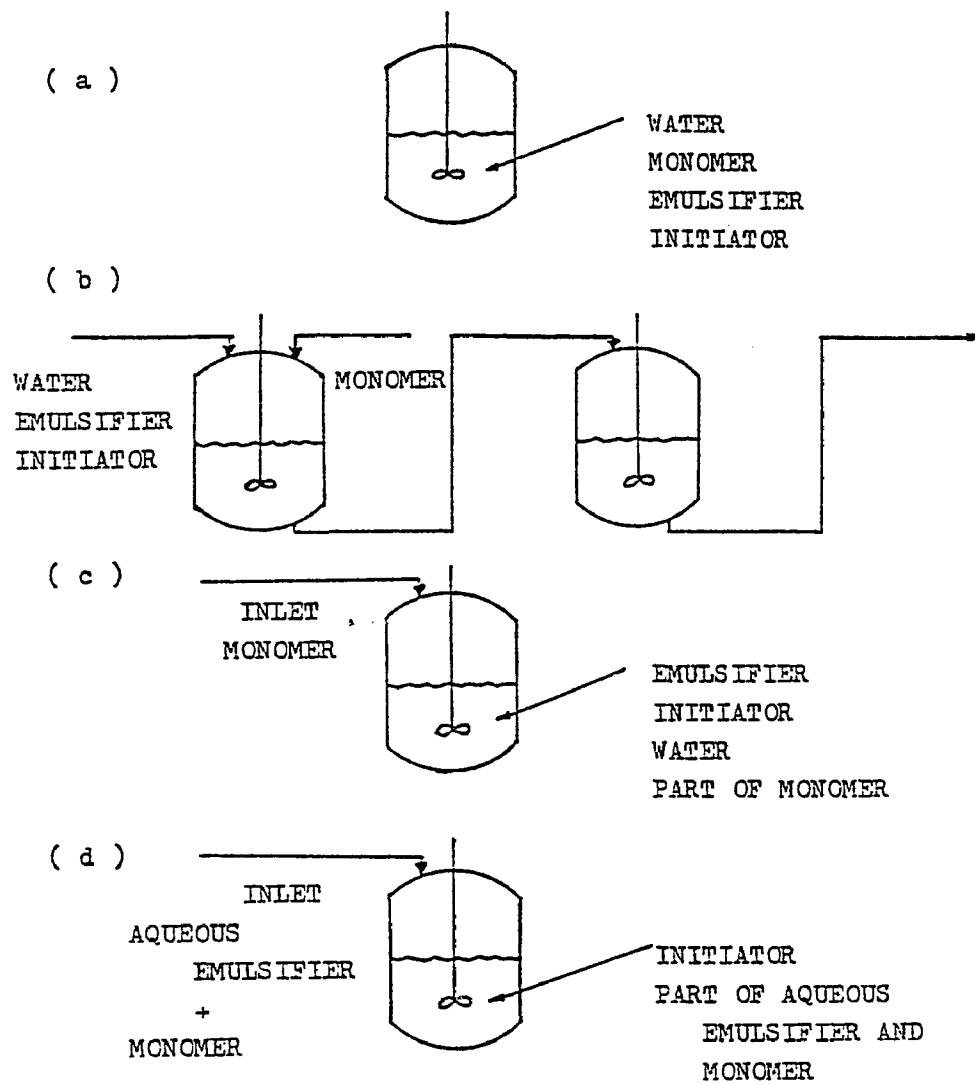 ( a )
WATER
MONOMER
EMULSIFIER
INITIATOR
( b )
WATER
EMULSIFIER
INITIATOR
MONOMER
( c )
INLET
MONOMER
EMULSIFIER
INITIATOR
WATER
PART OF MONOMER
( d )
INLET
AQUEOUS
EMULSIFIER
+
MONOMER
INITIATOR
PART OF AQUEOUS
EMULSIFIER AND
MONOMER